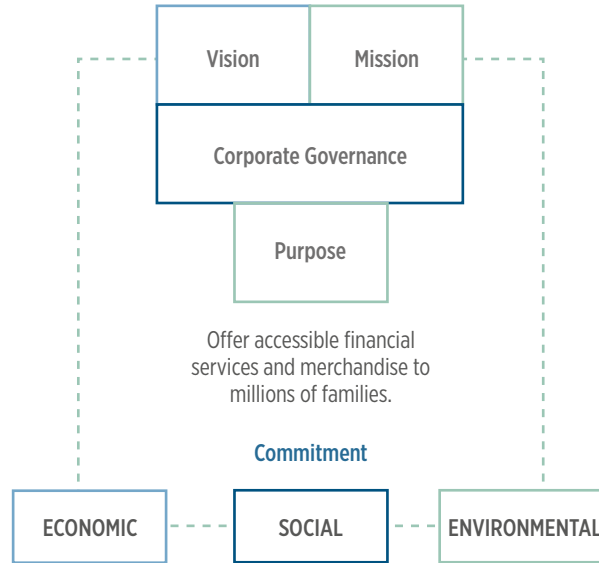 Vision
Mission
Corporate Governance
Purpose
Offer accessible financial
services and merchandise to
millions of families.
Commitment
ECONOMIC
SOCIAL
ENVIRONMENTAL